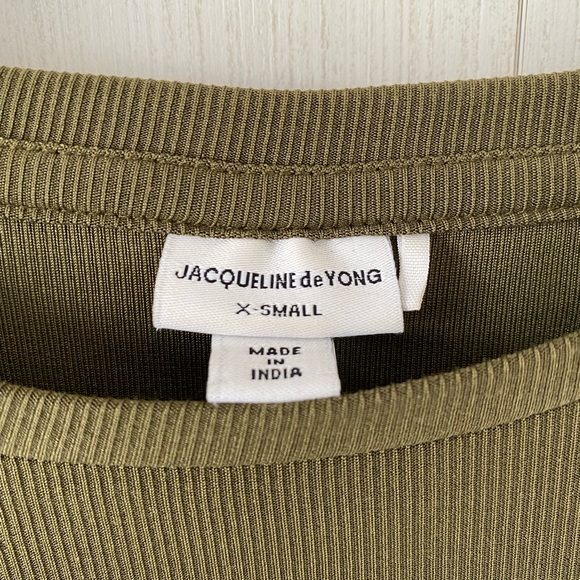 JACQUELINE de YONG
X-SMALL
MADE
IN
INDIA